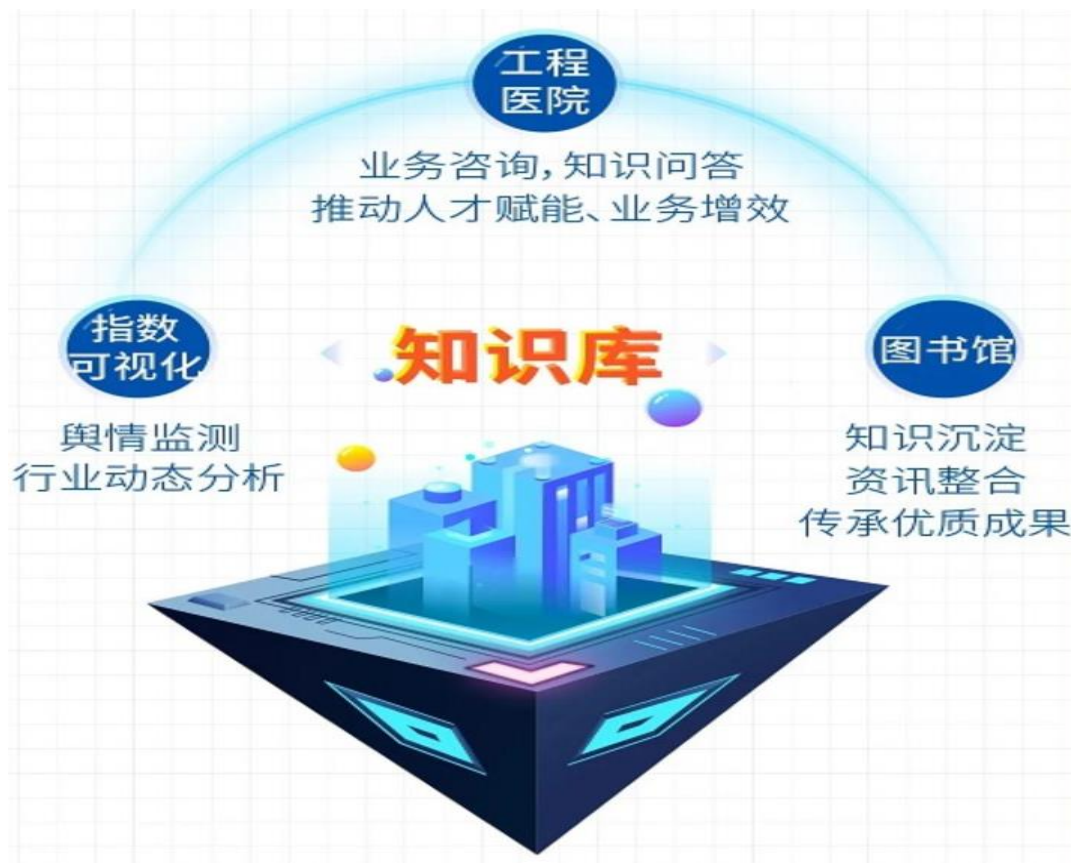 工程
医院
业务咨询,知识问答
推动人才赋能、业务增效
指数
可视化
舆情监测
行业动态分析
知识库
图书馆
知识沉淀
资讯整合
传承优质成果